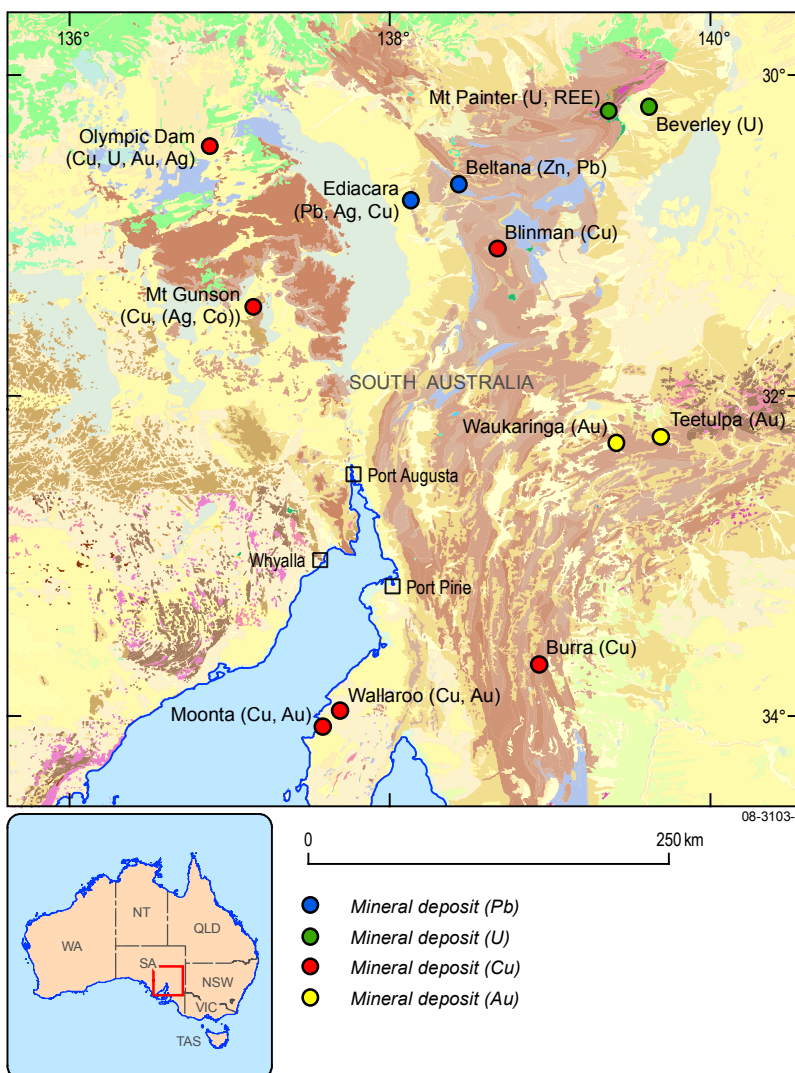 136°
138°
140°
30°
Mt Painter (U, REE)
Beverley (U)
Olympic Dam
(Cu, U, Au, Ag)
Beltana (Zn, Pb)
Ediacara
(Pb, Ag, Cu)
Blinman (Cu)
Mt Gunson
(Cu, (Ag, Co))
SOUTH AUSTRALIA
32°
Waukaringa (Au)
Teetulpa (Au)
Port Augusta
Whyalla
Port Pirie
Burra (Cu)
Wallaroo (Cu, Au)
Moonta (Cu, Au)
34°
08-3103-
0
250 km
Mineral deposit (Pb)
Mineral deposit (U)
Mineral deposit (Cu)
Mineral deposit (Au)
NT
QLD
WA
SA
NSW
VIC
TAS